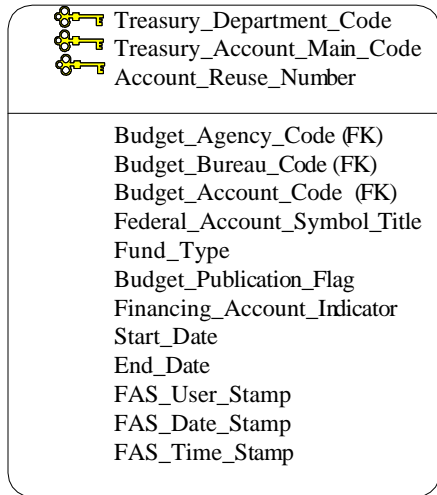 Treasury_Department_Code
Treasury_Account_Main_Code
Account_Reuse_Number
Budget_Agency_Code (FK)
Budget_Bureau_Code (FK)
Budget_Account_Code (FK)
Federal_Account_Symbol_Title
Fund_Type
Budget_Publication_Flag
Financing_Account_Indicator
Start_Date
End_Date
FAS_User_Stamp
FAS_Date_Stamp
FAS_Time_Stamp